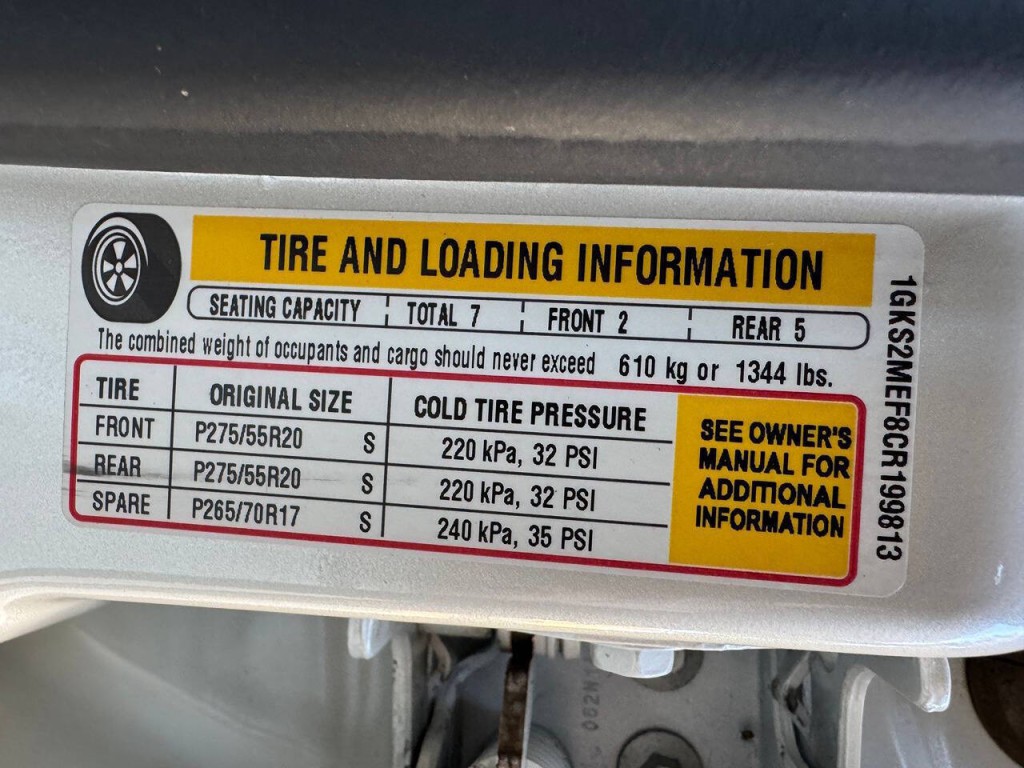 TIRE AND LOADING INFORMATION
SEATING CAPACITY TOTAL 7 FRONT 2 REAR 5
The combined weight of occupants and cargo should never exceed 610 kg or 1344 lbs.
TIRE ORIGINAL SIZE COLD TIRE PRESSURE
FRONT P275/55R20 S 220 kPa, 32 PSI
REAR P275/55R20 S 220 kPa, 32 PSI
SPARE P265/70R17 S 240 kPa, 35 PSI
SEE OWNER'S
MANUAL FOR
ADDITIONAL
INFORMATION
1GKS2MEF8CR199813